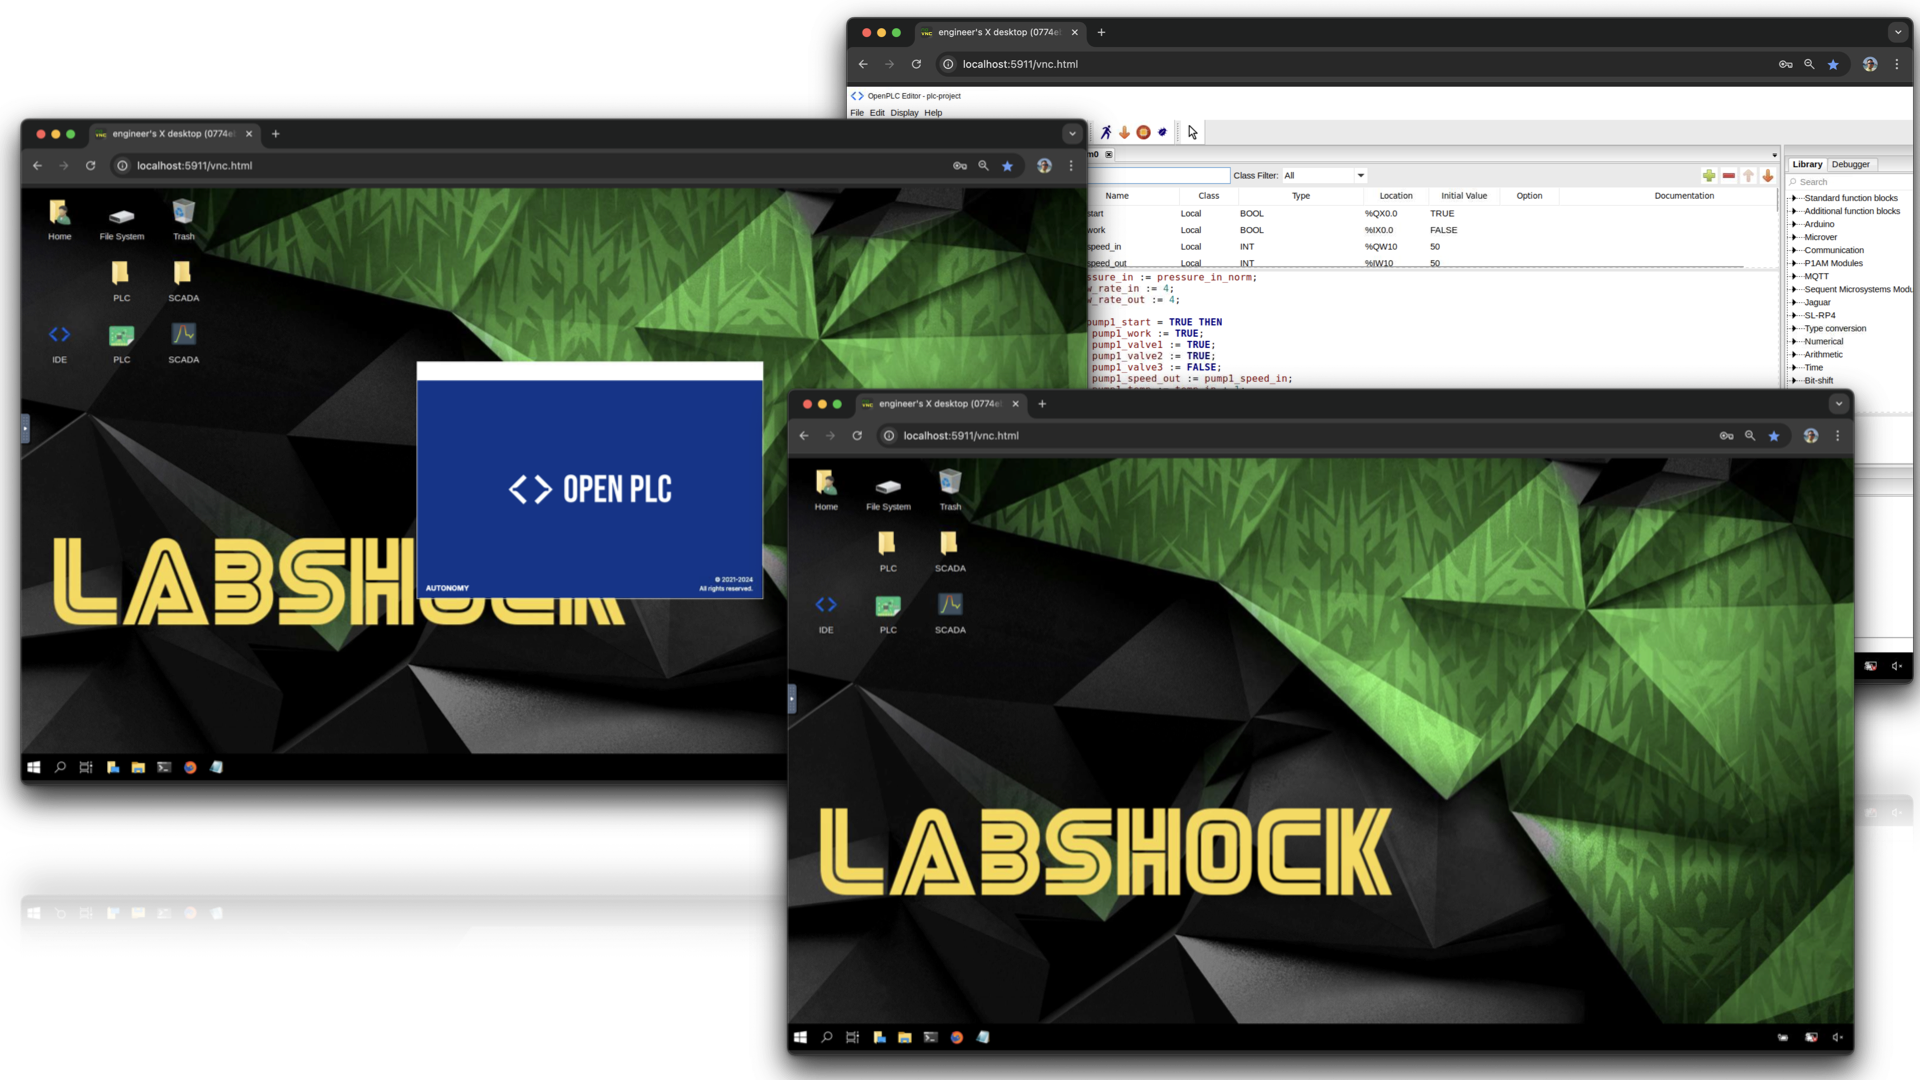 engineer's X desktop (0774e
localhost:5911/vnc.html
OpenPLC Editor - plc-project
File Edit Display Help
Class Filter: All
Name Class Type Location Initial Value Option Documentation
start Local BOOL %QX0.0 TRUE
work Local BOOL %IX0.0 FALSE
speed_in Local INT %QW10 50
speed_out Local INT %IW10 50
ssure_in := pressure_in_norm;
w_rate_in := 4;
w_rate_out := 4;
pump1_start = TRUE THEN
pump1_work := TRUE;
pump1_valve1 := TRUE;
pump1_valve2 := TRUE;
pump1_valve3 := FALSE;
pump1_speed_out := pump1_speed_in;
Library Debugger
Search
Standard function blocks
Additional function blocks
Arduino
Microver
Communication
P1AM Modules
MQTT
Sequent Microsystems Modu
Jaguar
SL-RP4
Type conversion
Numerical
Arithmetic
Time
Bit-shift
engineer's X desktop (0774e
localhost:5911/vnc.html
Home File System Trash
PLC SCADA
IDE PLC SCADA
OPEN PLC
AUTONOMY
© 2021-2024
All rights reserved.
LABSHOCK
engineer's X desktop (0774e
localhost:5911/vnc.html
Home File System Trash
PLC SCADA
IDE PLC SCADA
LABSHOCK